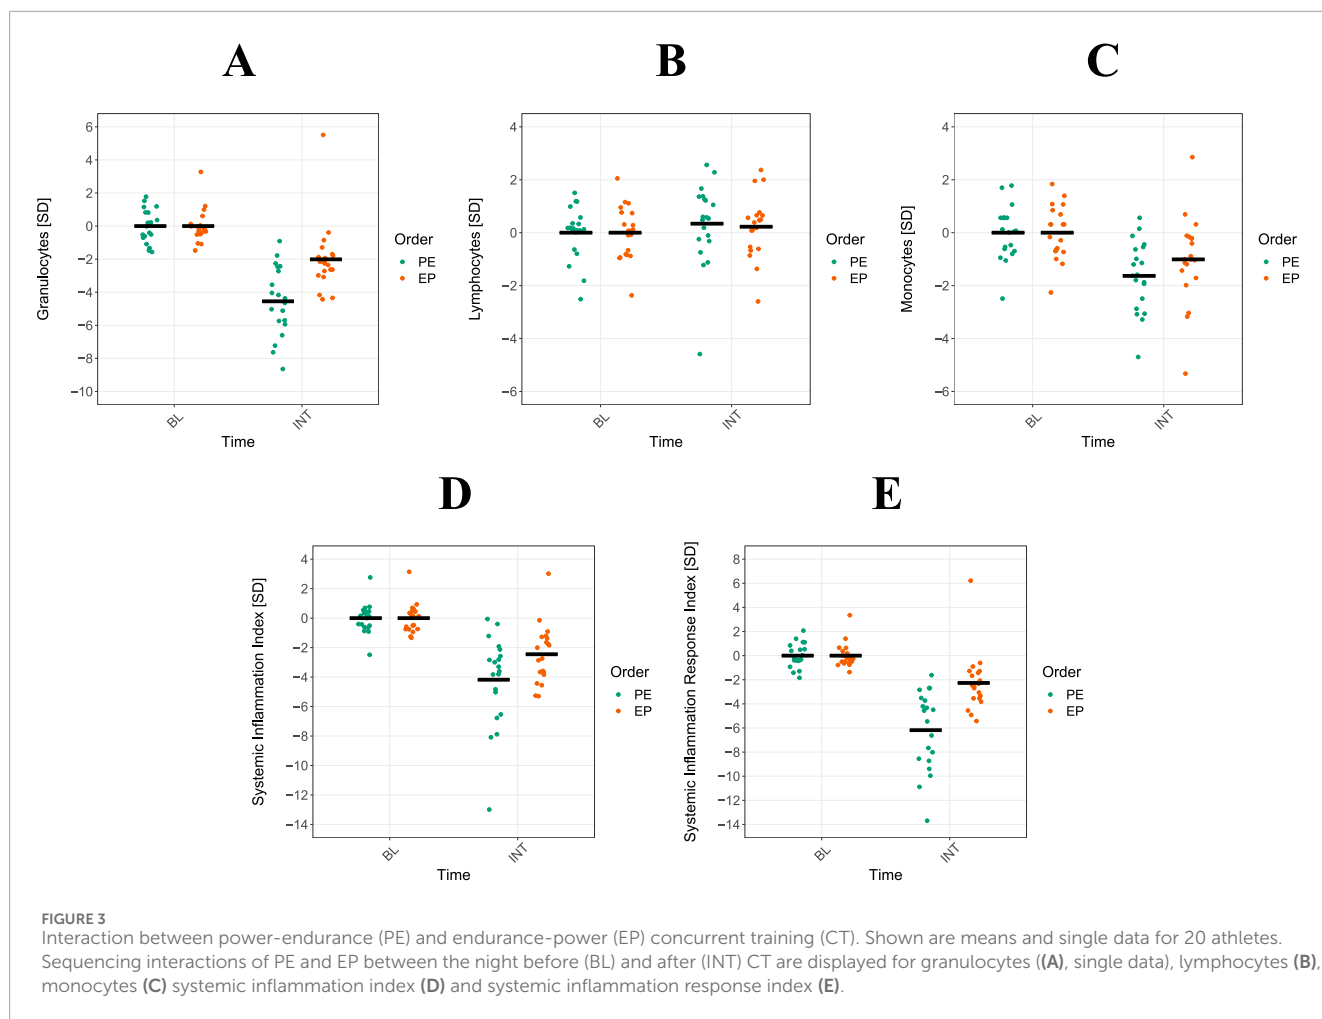 A
B
C
Granulocytes [SD]
6
4
2
0
−2
−4
−6
−8
−10
BL
INT
Time
Order
PE
EP
Lymphocytes [SD]
4
2
0
−2
−4
−6
BL
INT
Time
Order
PE
EP
Monocytes [SD]
4
2
0
−2
−4
−6
BL
INT
Time
Order
PE
EP
D
E
Systemic Inflammation Index [SD]
4
2
0
−2
−4
−6
−8
−10
−12
−14
BL
INT
Time
Order
PE
EP
Systemic Inflammation Response Index [SD]
8
6
4
2
0
−2
−4
−6
−8
−10
−12
−14
BL
INT
Time
Order
PE
EP
FIGURE 3
Interaction between power-endurance (PE) and endurance-power (EP) concurrent training (CT). Shown are means and single data for 20 athletes.
Sequencing interactions of PE and EP between the night before (BL) and after (INT) CT are displayed for granulocytes ((A), single data), lymphocytes (B),
monocytes (C) systemic inflammation index (D) and systemic inflammation response index (E).